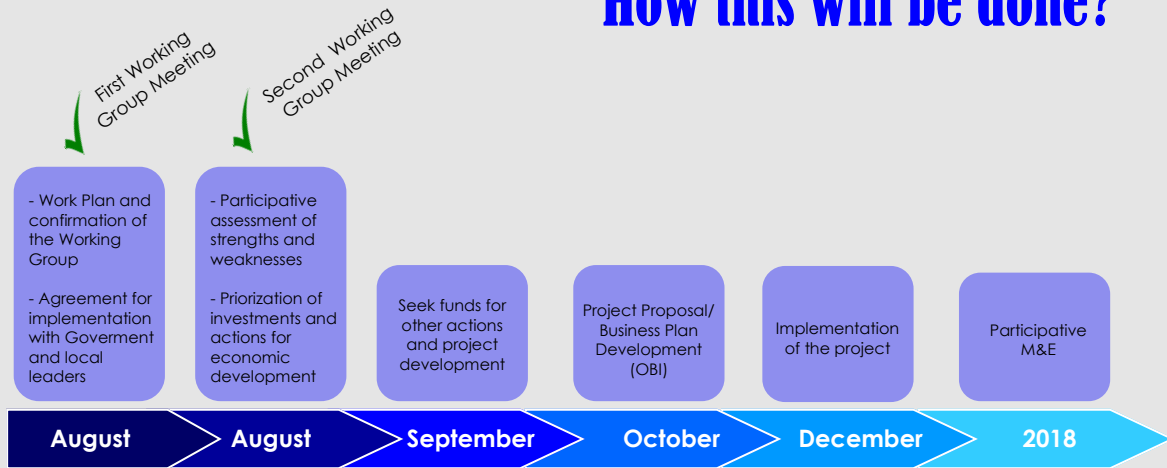 How this will be done?
First Working
Group Meeting
Second Working
Group Meeting
- Work Plan and
confirmation of
the Working
Group
- Agreement for
implementation
with Goverment
and local
leaders
- Participative
assessment of
strengths and
weaknesses
- Priorization of
investments and
actions for
economic
development
Seek funds for
other actions
and project
development
Project Proposal/
Business Plan
Development
(OBI)
Implementation
of the project
Participative
M&E
August
August
September
October
December
2018